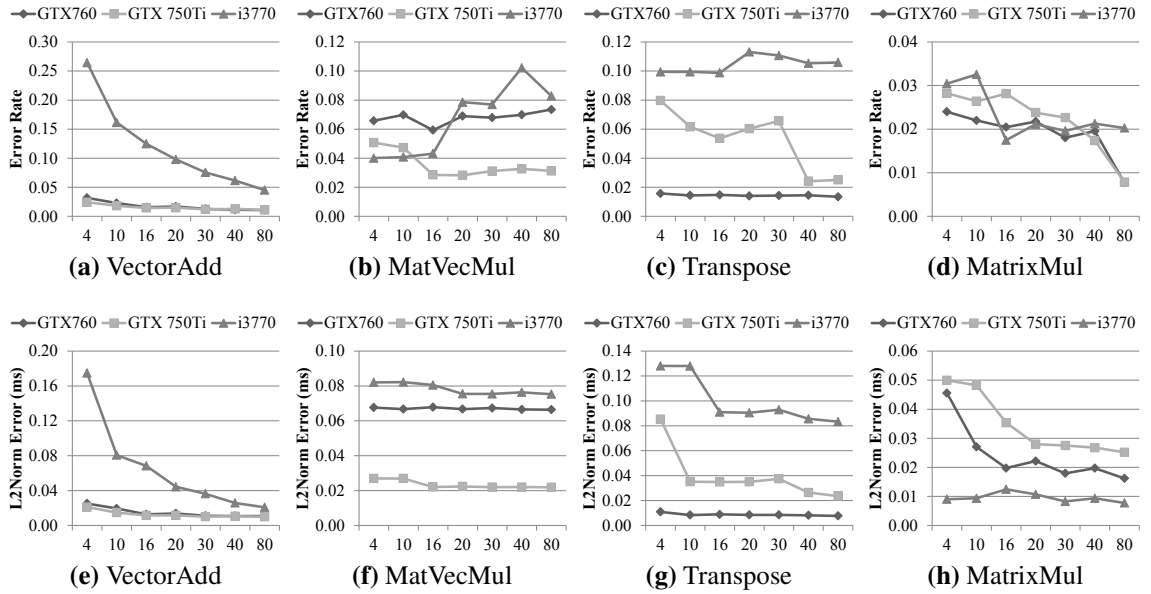 GTX760 GTX 750Ti i3770
Error Rate
0.30
0.25
0.20
0.15
0.10
0.05
0.00
4 10 16 20 30 40 80
(a) VectorAdd
GTX760 GTX 750Ti i3770
Error Rate
0.12
0.10
0.08
0.06
0.04
0.02
0.00
4 10 16 20 30 40 80
(b) MatVecMul
GTX760 GTX 750Ti i3770
Error Rate
0.12
0.10
0.08
0.06
0.04
0.02
0.00
4 10 16 20 30 40 80
(c) Transpose
GTX760 GTX 750Ti i3770
Error Rate
0.04
0.03
0.02
0.01
0.00
4 10 16 20 30 40 80
(d) MatrixMul
GTX760 GTX 750Ti i3770
L2Norm Error (ms)
0.20
0.16
0.12
0.08
0.04
0.00
4 10 16 20 30 40 80
(e) VectorAdd
GTX760 GTX 750Ti i3770
L2Norm Error (ms)
0.10
0.08
0.06
0.04
0.02
0.00
4 10 16 20 30 40 80
(f) MatVecMul
GTX760 GTX 750Ti i3770
L2Norm Error (ms)
0.14
0.12
0.10
0.08
0.06
0.04
0.02
0.00
4 10 16 20 30 40 80
(g) Transpose
GTX760 GTX 750Ti i3770
L2Norm Error (ms)
0.06
0.05
0.04
0.03
0.02
0.01
0.00
4 10 16 20 30 40 80
(h) MatrixMul